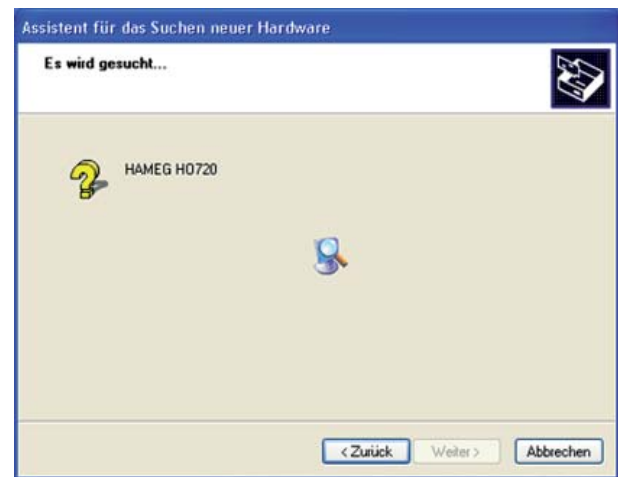 Assistent für das Suchen neuer Hardware
Es wird gesucht...
HAMEG HO720
< Zurück Weiter > Abbrechen